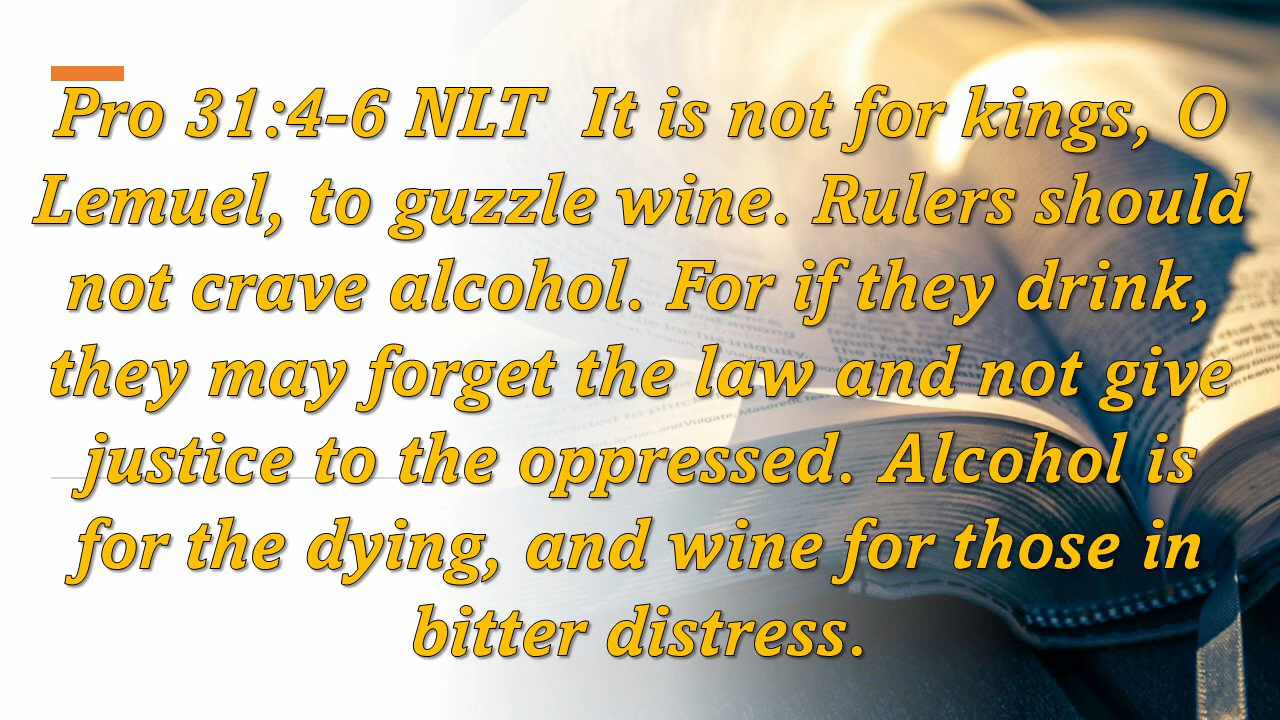 Pro 31:4-6 NLT  It is not for kings, O
Lemuel, to guzzle wine. Rulers should
not crave alcohol. For if they drink,
they may forget the law and not give
justice to the oppressed. Alcohol is
for the dying, and wine for those in
bitter distress.